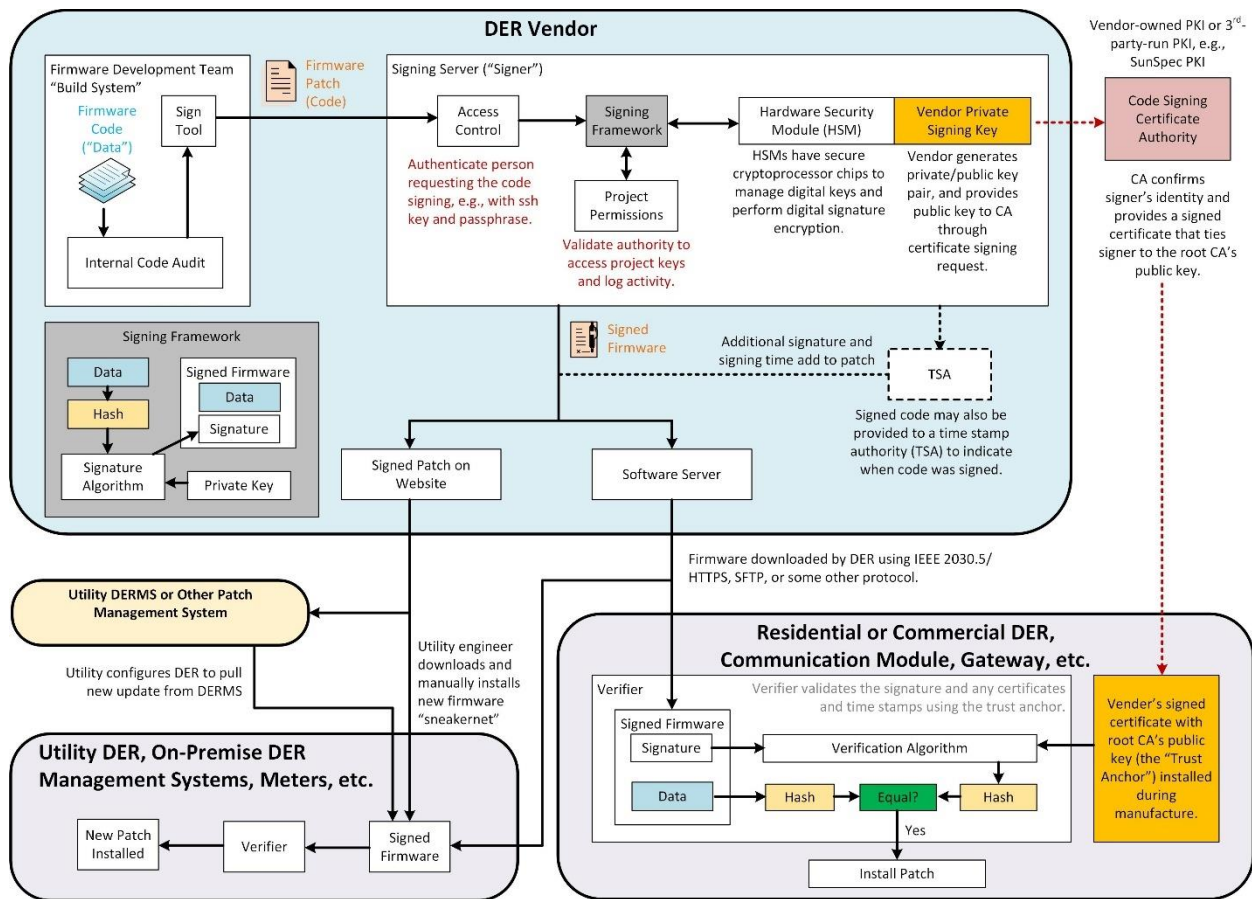 DER Vendor
Vendor-owned PKI or 3rd-
party-run PKI, e.g.,
SunSpec PKI
Firmware Development Team
"Build System"
Firmware
Code
("Data")
Sign
Tool
Internal Code Audit
Firmware
Patch
(Code)
Signing Server ("Signer")
Access
Control
Authenticate person
requesting the code
signing, e.g., with ssh
key and passphrase.
Signing
Framework
Project
Permissions
Validate authority to
access project keys
and log activity.
Hardware Security
Module (HSM)
HSMs have secure
cryptoprocessor chips to
manage digital keys and
perform digital signature
encryption.
Vendor Private
Signing Key
Vendor generates
private/public key
pair, and provides
public key to CA
through
certificate signing
request.
Code Signing
Certificate
Authority
CA confirms
signer's identity and
provides a signed
certificate that ties
signer to the root CA's
public key.
Signing Framework
Data
Hash
Signature
Algorithm
Signed Firmware
Data
Signature
Private Key
Signed
Firmware
Additional signature and
signing time add to patch
TSA
Signed code may also be
provided to a time stamp
authority (TSA) to indicate
when code was signed.
Signed Patch on
Website
Software Server
Firmware downloaded by DER using IEEE 2030.5/
HTTPS, SFTP, or some other protocol.
Utility DERMS or Other Patch
Management System
Utility configures DER to pull
new update from DERMS
Utility engineer
downloads and
manually installs
new firmware
"sneakernet"
Utility DER, On-Premise DER
Management Systems, Meters, etc.
New Patch
Installed
Verifier
Signed
Firmware
Residential or Commercial DER,
Communication Module, Gateway, etc.
Verifier
Verifier validates the signature and any certificates
and time stamps using the trust anchor.
Signed Firmware
Signature
Data
Verification Algorithm
Hash
Equal?
Hash
Yes
Install Patch
Vender's signed
certificate with
root CA's public
key (the "Trust
Anchor") installed
during
manufacture.